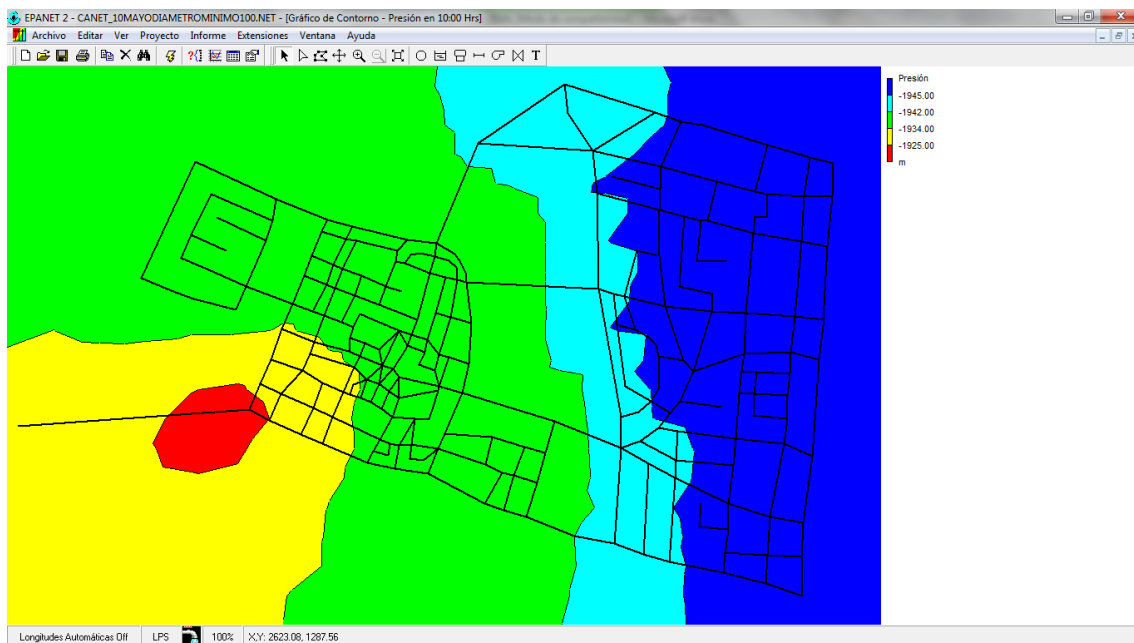 EPANET 2 - CANET_10MAYODIAMETROMINIMO100.NET - [Gráfico de Contorno - Presión en 10:00 Hrs]
Archivo Editar Ver Proyecto Informe Extensiones Ventana Ayuda
T
Presión
-1945.00
-1942.00
-1934.00
-1925.00
m
Longitudes Automáticas Off LPS 100% X,Y: 2623.08, 1287.56